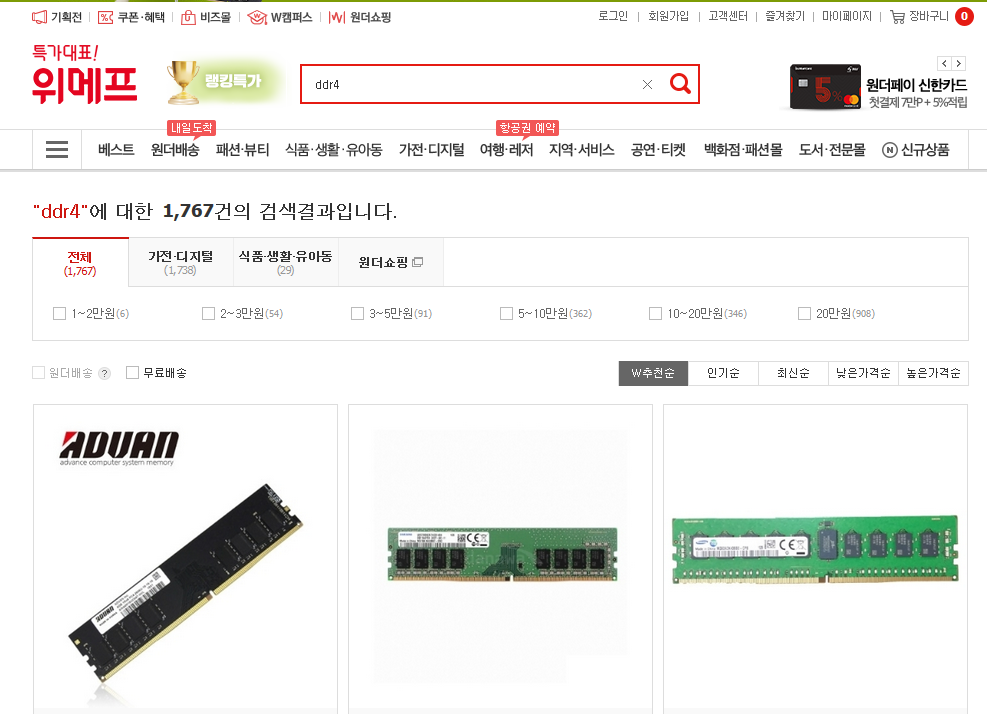 기획전 쿠폰·혜택 비즈몰 W캠퍼스 원더쇼핑 로그인 회원가입 고객센터 즐겨찾기 마이페이지 장바구니 0
특가대표!
위메프
랭킹특가
ddr4
원더페이 신한카드
첫결제 7만P + 5%적립
5%
내일도착 항공권 예약
베스트 원더배송 패션·뷰티 식품·생활·유아동 가전·디지털 여행·레저 지역·서비스 공연·티켓 백화점·패션몰 도서·전문몰 N 신규상품
"ddr4"에 대한 1,767건의 검색결과입니다.
전체 가전·디지털 식품·생활·유아동 원더쇼핑
(1,767) (1,738) (29)
1~2만원(6) 2~3만원(54) 3~5만원(91) 5~10만원(362) 10~20만원(346) 20만원(908)
원더배송 ? 무료배송 W추천순 인기순 최신순 낮은가격순 높은가격순
ADUAN
advance computer system memory
ADUAN
SAMSUNG